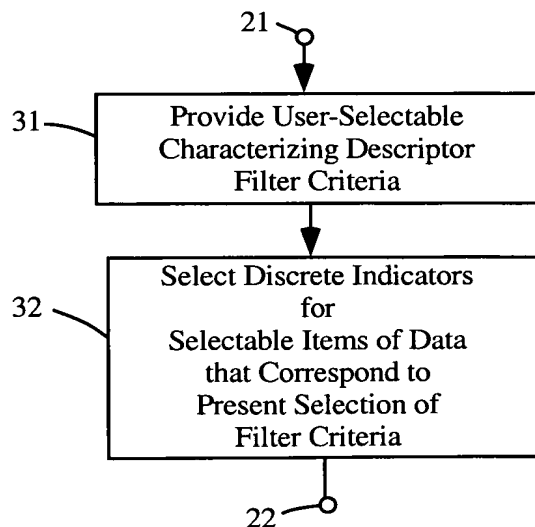 21
31
Provide User-Selectable
Characterizing Descriptor
Filter Criteria
32
Select Discrete Indicators
for
Selectable Items of Data
that Correspond to
Present Selection of
Filter Criteria
22